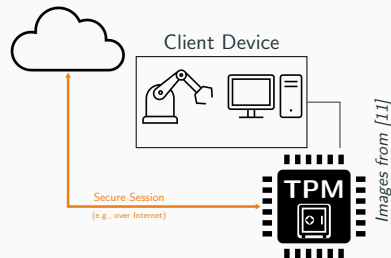 Client Device
Secure Session
(e.g., over Internet)
TPM
Images from [11]